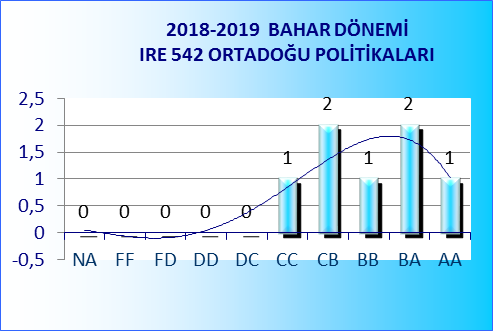 2018-2019 BAHAR DÖNEMİ
IRE 542 ORTADOĞU POLİTİKALARI
2,5
2
1,5
1
0,5
0
-0,5
0 0 0 0 0 1 2 1 2 1
NA FF FD DD DC CC CB BB BA AA